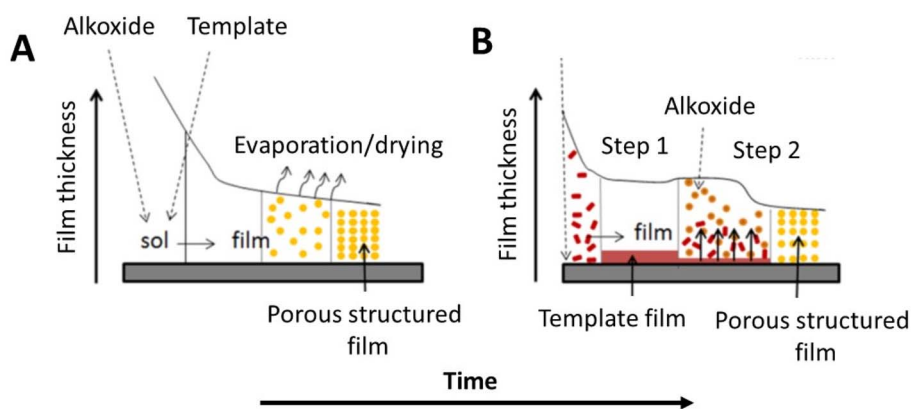 A
Alkoxide
Template
Film thickness
Evaporation/drying
sol
film
Porous structured
film
B
Film thickness
Alkoxide
Step 1
Step 2
film
Template film
Porous structured
film
Time